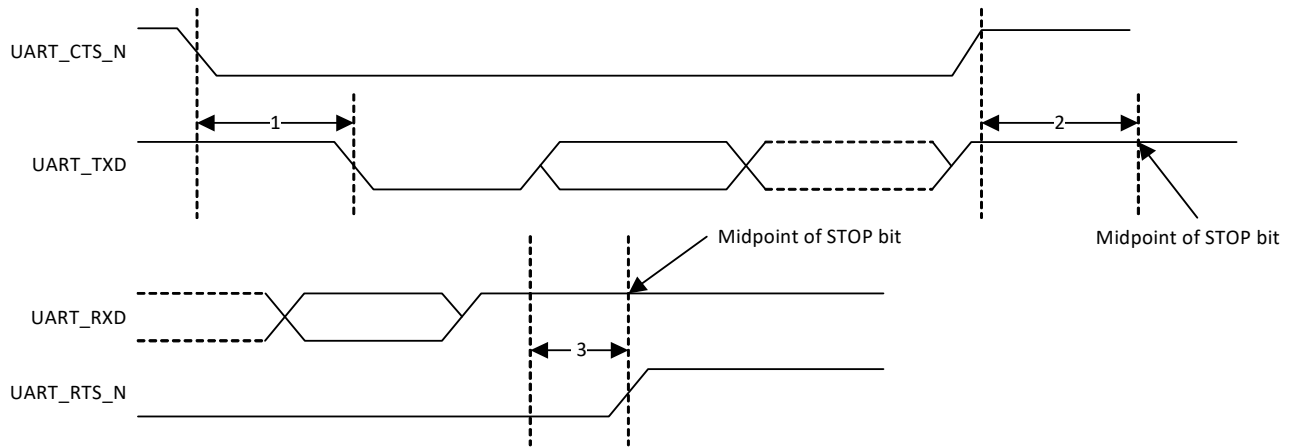 UART_CTS_N
1
2
UART_TXD
Midpoint of STOP bit
Midpoint of STOP bit
UART_RXD
3
UART_RTS_N